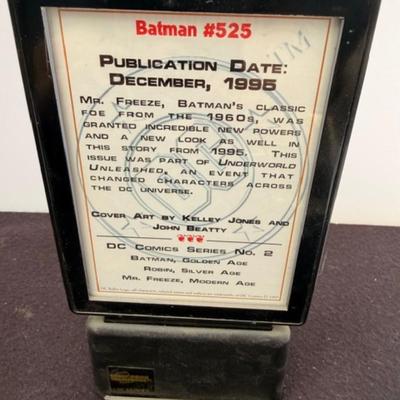 Batman #525
Publication Date:
December, 1995
Mr. Freeze, Batman's classic
foe from the 1960s, was
granted incredible new powers
and a new look as well in
this story from 1995. This
issue was part of Underworld
Unleashed, an event that
changed characters across
the DC universe.
Cover Art by Kelley Jones and
John Beatty
DC Comics Series No. 2
Batman, Golden Age
Robin, Silver Age
Mr. Freeze, Modern Age